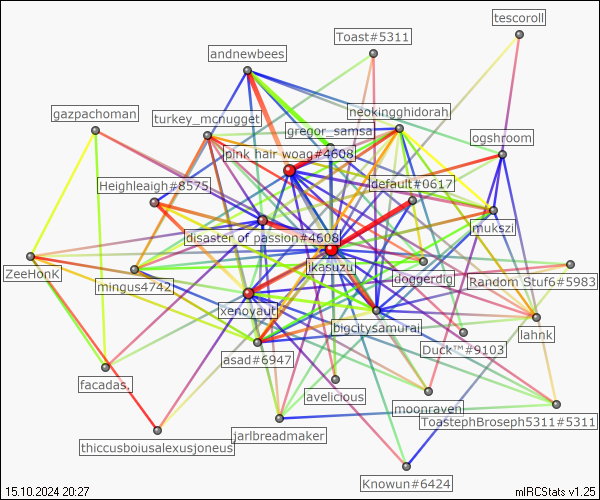 tescoroll
Toast#5311
andnewbees
gazpachoman
turkey_mcnugget
neokingghidorah
gregor_samsa
ogshroom
pink hair woag#4608
Heighleaigh#8575
default#0617
mukszi
disaster of passion#4608
jkasuzu
ZeeHonK
mingus4742
doggerdig
Random Stuf6#5983
xenovaut
bigcitysamurai
lahnk
asad#6947
Duck™#9103
facadas.
avelicious
moonraven
ToastephBroseph5311#5311
jarlbreadmaker
thiccusboiusalexusjoneus
Knowun#6424
15.10.2024 20:27
mIRCStats v1.25